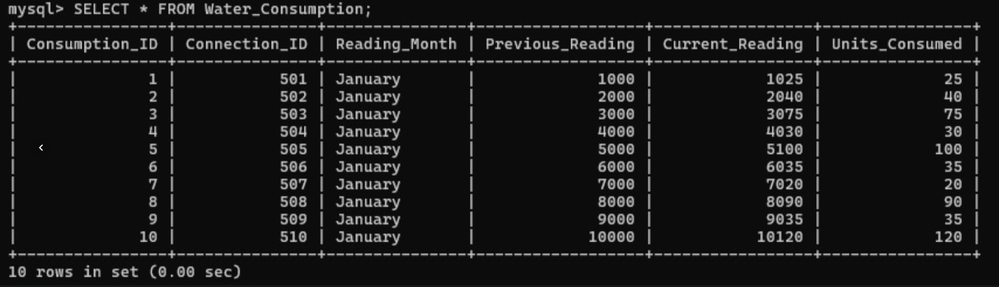 mysql> SELECT * FROM Water_Consumption;
+----------------+---------------+---------------+------------------+-----------------+----------------+
| Consumption_ID | Connection_ID | Reading_Month | Previous_Reading | Current_Reading | Units_Consumed |
+----------------+---------------+---------------+------------------+-----------------+----------------+
|              1 |           501 | January       |             1000 |            1025 |             25 |
|              2 |           502 | January       |             2000 |            2040 |             40 |
|              3 |           503 | January       |             3000 |            3075 |             75 |
|              4 |           504 | January       |             4000 |            4030 |             30 |
|              5 |           505 | January       |             5000 |            5100 |            100 |
|              6 |           506 | January       |             6000 |            6035 |             35 |
|              7 |           507 | January       |             7000 |            7020 |             20 |
|              8 |           508 | January       |             8000 |            8090 |             90 |
|              9 |           509 | January       |             9000 |            9035 |             35 |
|             10 |           510 | January       |            10000 |           10120 |            120 |
+----------------+---------------+---------------+------------------+-----------------+----------------+
10 rows in set (0.00 sec)